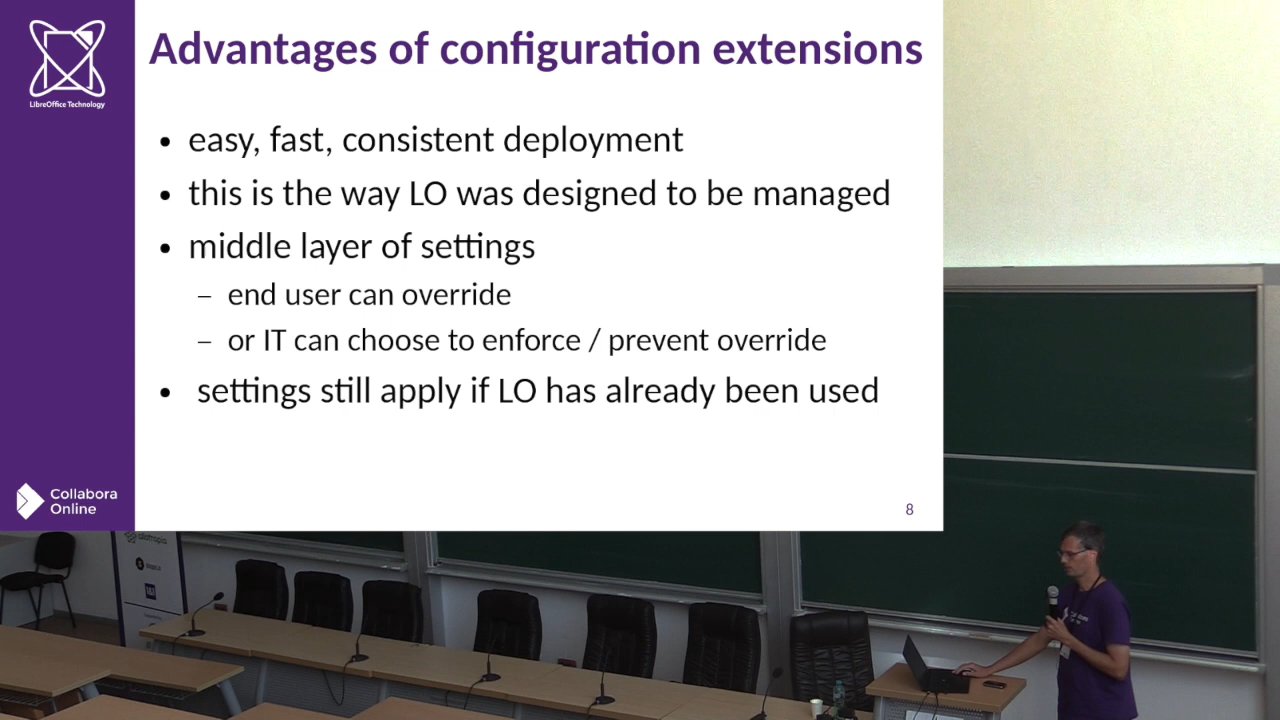 LibreOffice Technology
Advantages of configuration extensions
• easy, fast, consistent deployment
• this is the way LO was designed to be managed
• middle layer of settings
– end user can override
– or IT can choose to enforce / prevent override
• settings still apply if LO has already been used
Collabora
Online
8